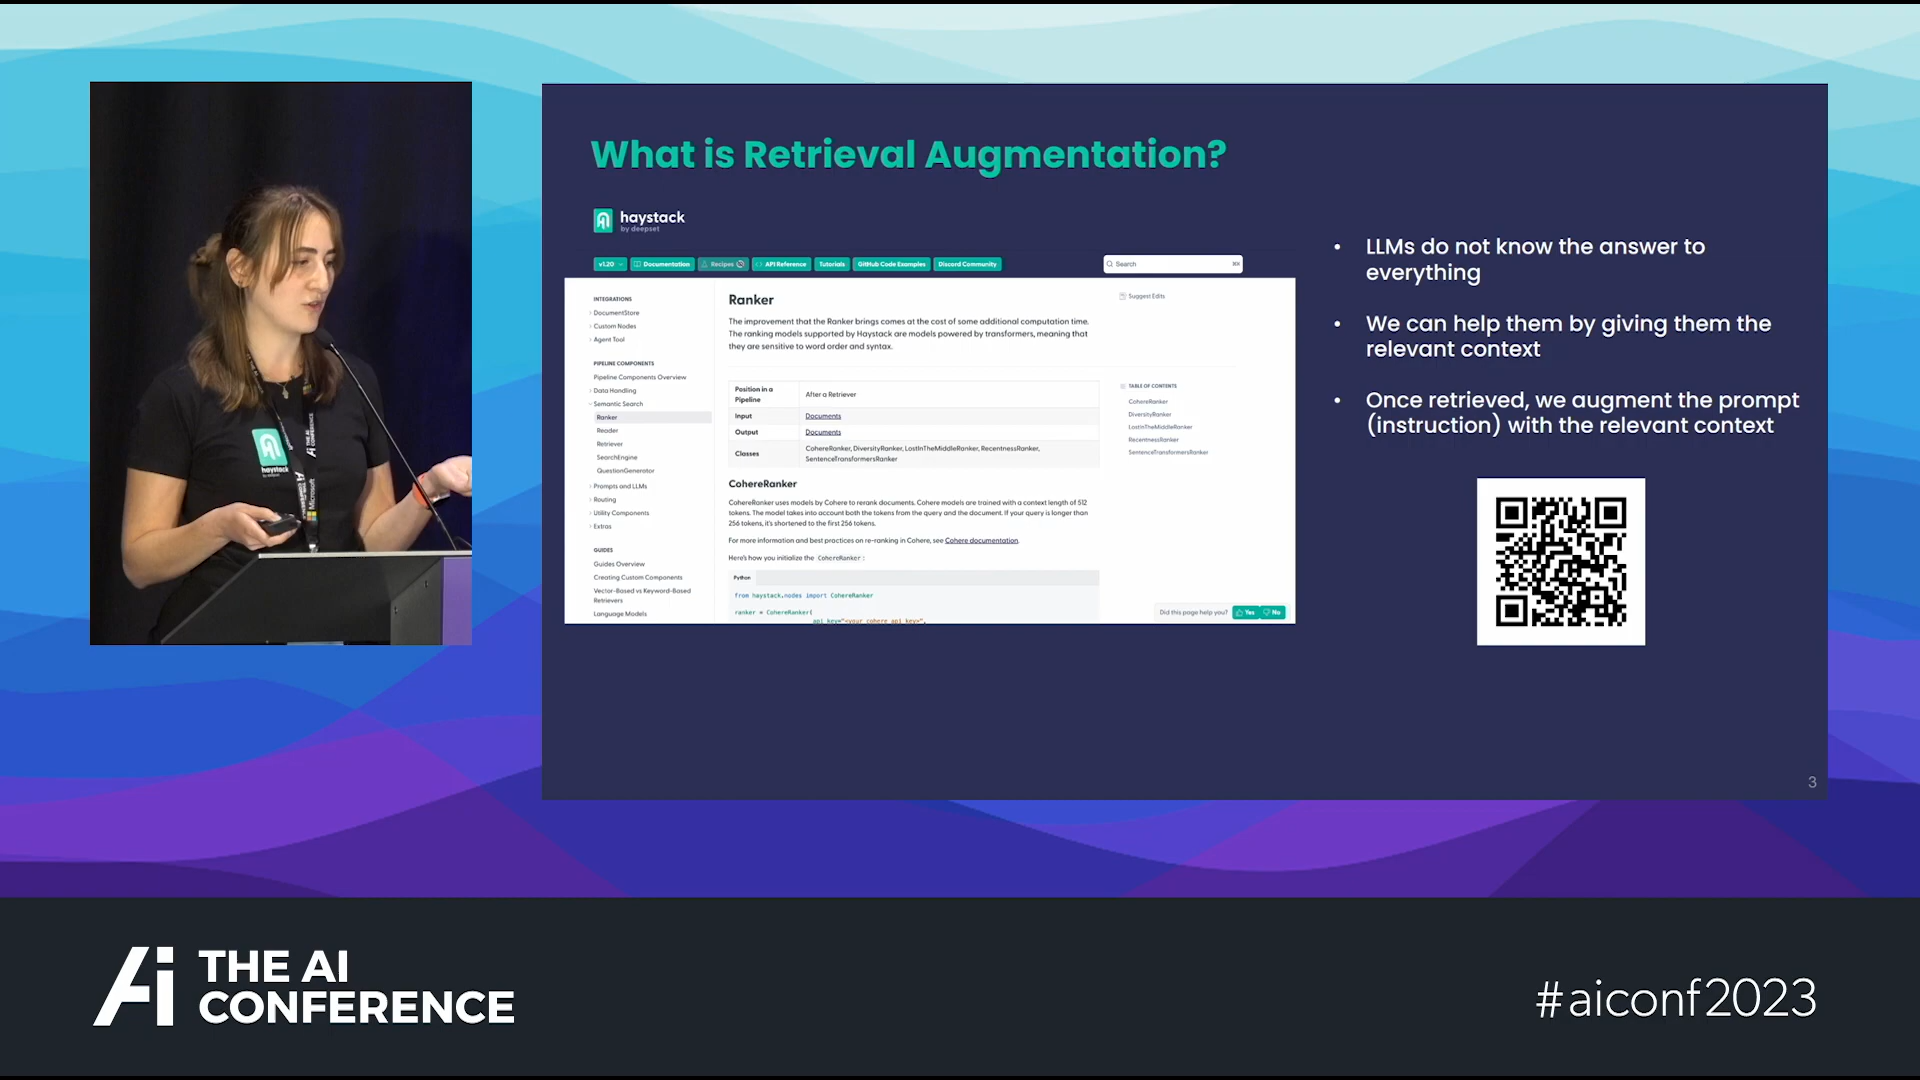 What is Retrieval Augmentation?
haystack
by deepset
v1.20
Documentation
Recipes
API Reference
Tutorials
GitHub Code Examples
Discord Community
Search
⌘K
INTEGRATIONS
DocumentStore
Custom Nodes
Agent Tool
PIPELINE COMPONENTS
Pipeline Components Overview
Data Handling
Semantic Search
Ranker
Reader
Retriever
SearchEngine
QuestionGenerator
Prompts and LLMs
Routing
Utility Components
Extras
GUIDES
Guides Overview
Creating Custom Components
Vector-Based vs Keyword-Based
Retrievers
Language Models
Ranker
The improvement that the Ranker brings comes at the cost of some additional computation time.
The ranking models supported by Haystack are models powered by transformers, meaning that
they are sensitive to word order and syntax.
Position in a
Pipeline
After a Retriever
Input
Documents
Output
Documents
Classes
CohereRanker, DiversityRanker, LostInTheMiddleRanker, RecentnessRanker,
SentenceTransformersRanker
CohereRanker
CohereRanker uses models by Cohere to rerank documents. Cohere models are trained with a context length of 512
tokens. The model takes into account both the tokens from the query and the document. If your query is longer than
256 tokens, it's shortened to the first 256 tokens.
For more information and best practices on re-ranking in Cohere, see Cohere documentation.
Here's how you initialize the CohereRanker:
Python
from haystack.nodes import CohereRanker
ranker = CohereRanker(
api_key="<your_cohere_api_key>",
Suggest Edits
TABLE OF CONTENTS
CohereRanker
DiversityRanker
LostInTheMiddleRanker
RecentnessRanker
SentenceTransformersRanker
Did this page help you?
Yes
No
• LLMs do not know the answer to
everything
• We can help them by giving them the
relevant context
• Once retrieved, we augment the prompt
(instruction) with the relevant context
3
haystack
Microsoft
Ai THE AI
CONFERENCE
#aiconf2023